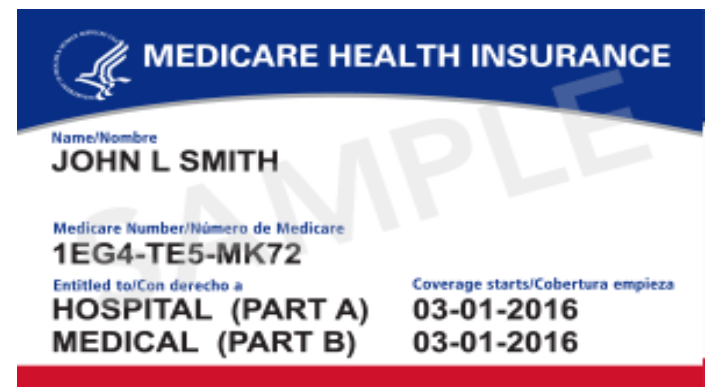 MEDICARE HEALTH INSURANCE
Name/Nombre
JOHN L SMITH
Medicare Number/Número de Medicare
1EG4-TE5-MK72
Entitled to/Con derecho a Coverage starts/Cobertura empieza
HOSPITAL (PART A) 03-01-2016
MEDICAL (PART B) 03-01-2016
SAMPLE